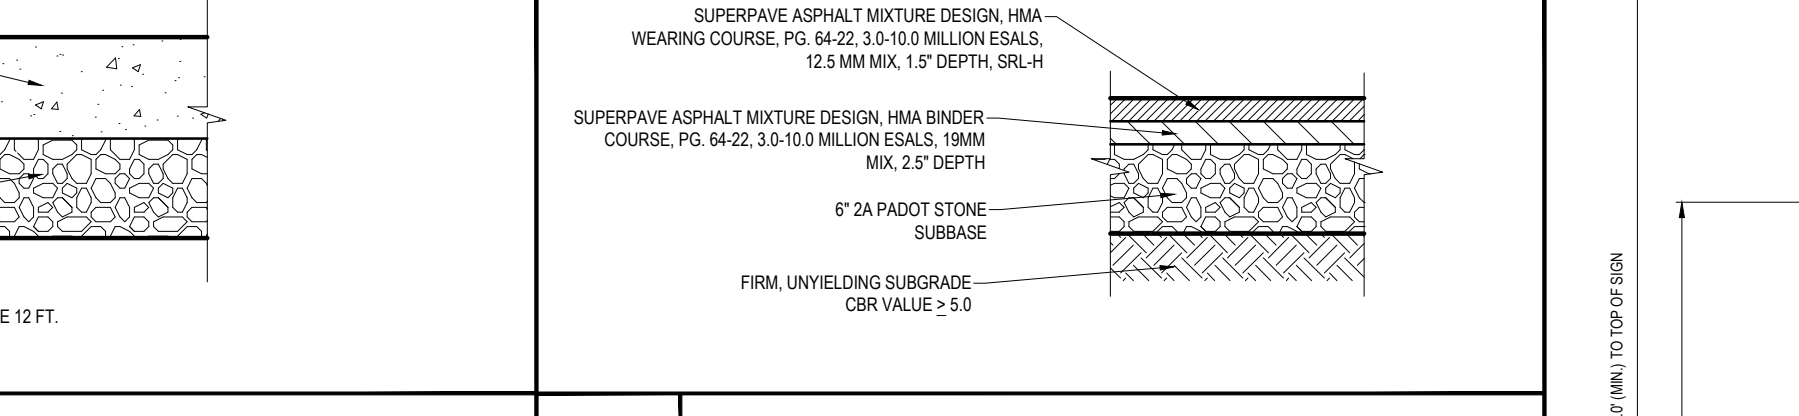 SUPERPAVE ASPHALT MIXTURE DESIGN, HMA
WEARING COURSE, PG. 64-22, 3.0-10.0 MILLION ESALS,
12.5 MM MIX, 1.5" DEPTH, SRL-H
SUPERPAVE ASPHALT MIXTURE DESIGN, HMA BINDER
COURSE, PG. 64-22, 3.0-10.0 MILLION ESALS, 19MM
MIX, 2.5" DEPTH
6" 2A PADOT STONE
SUBBASE
FIRM, UNYIELDING SUBGRADE
CBR VALUE ≥ 5.0
E 12 FT.
.0' (MIN.) TO TOP OF SIGN